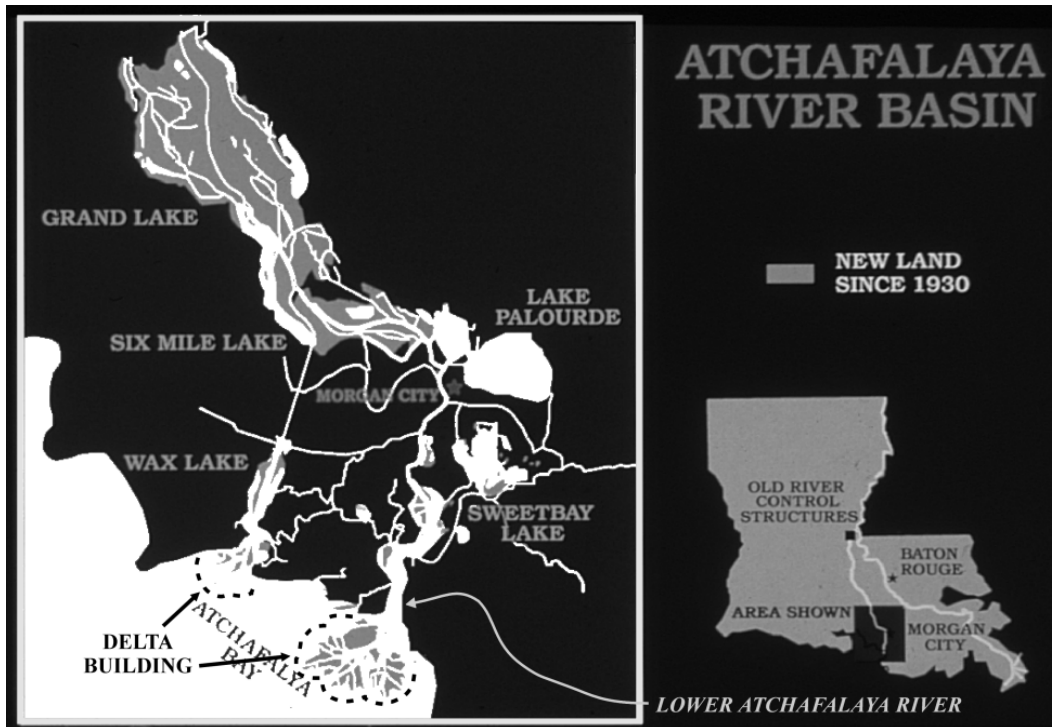 ATCHAFALAYA
RIVER BASIN
GRAND LAKE
NEW LAND
SINCE 1930
LAKE
PALOURDE
SIX MILE LAKE
MORGAN CITY
WAX LAKE
SWEETBAY
LAKE
ATCHAFALAYA
BAY
DELTA
BUILDING
LOWER ATCHAFALAYA RIVER
OLD RIVER
CONTROL
STRUCTURES
BATON
ROUGE
AREA SHOWN
MORGAN
CITY